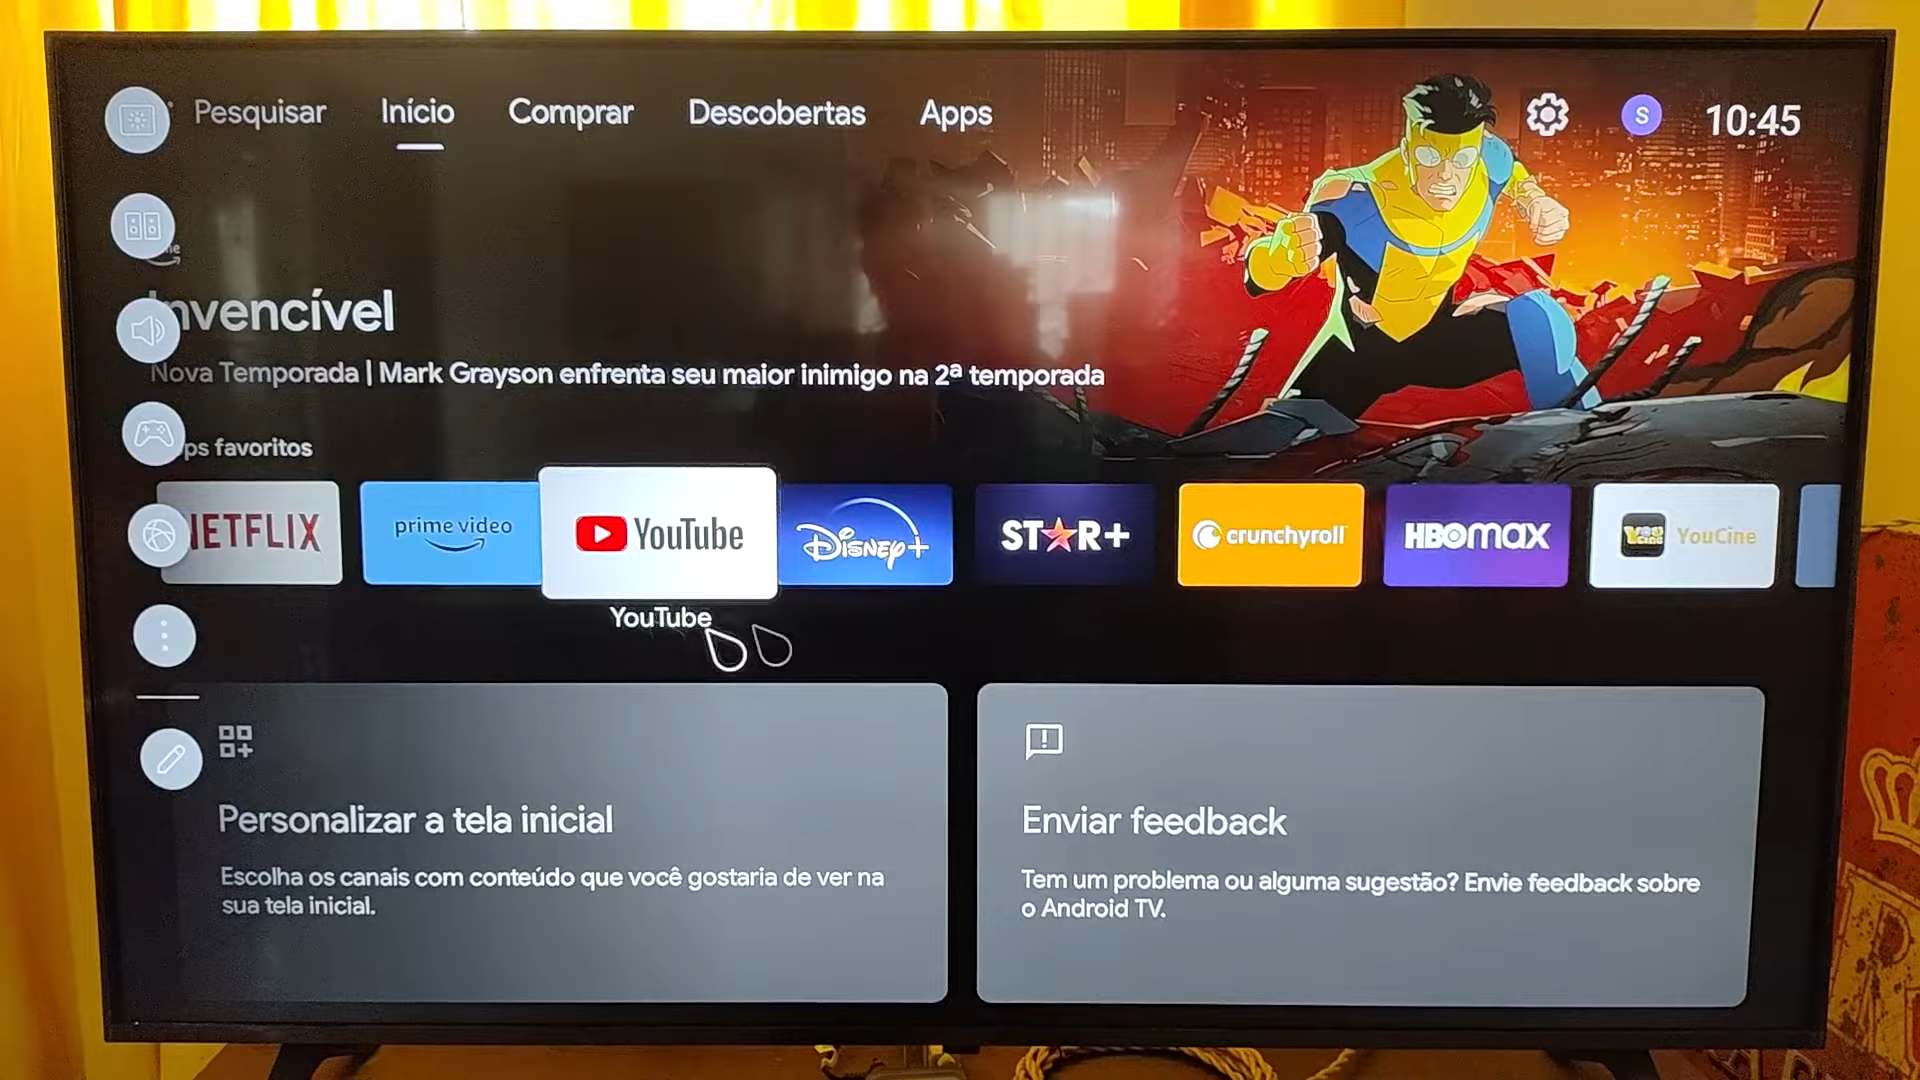 Pesquisar
Início
Comprar
Descobertas
Apps
S
10:45
Invencível
Nova Temporada | Mark Grayson enfrenta seu maior inimigo na 2ª temporada
ps favoritos
NETFLIX
prime video
YouTube
Disney+
ST★R+
crunchyroll
HBOMAX
YouCine
YouTube
Personalizar a tela inicial
Escolha os canais com conteúdo que você gostaria de ver na
sua tela inicial.
Enviar feedback
Tem um problema ou alguma sugestão? Envie feedback sobre
o Android TV.